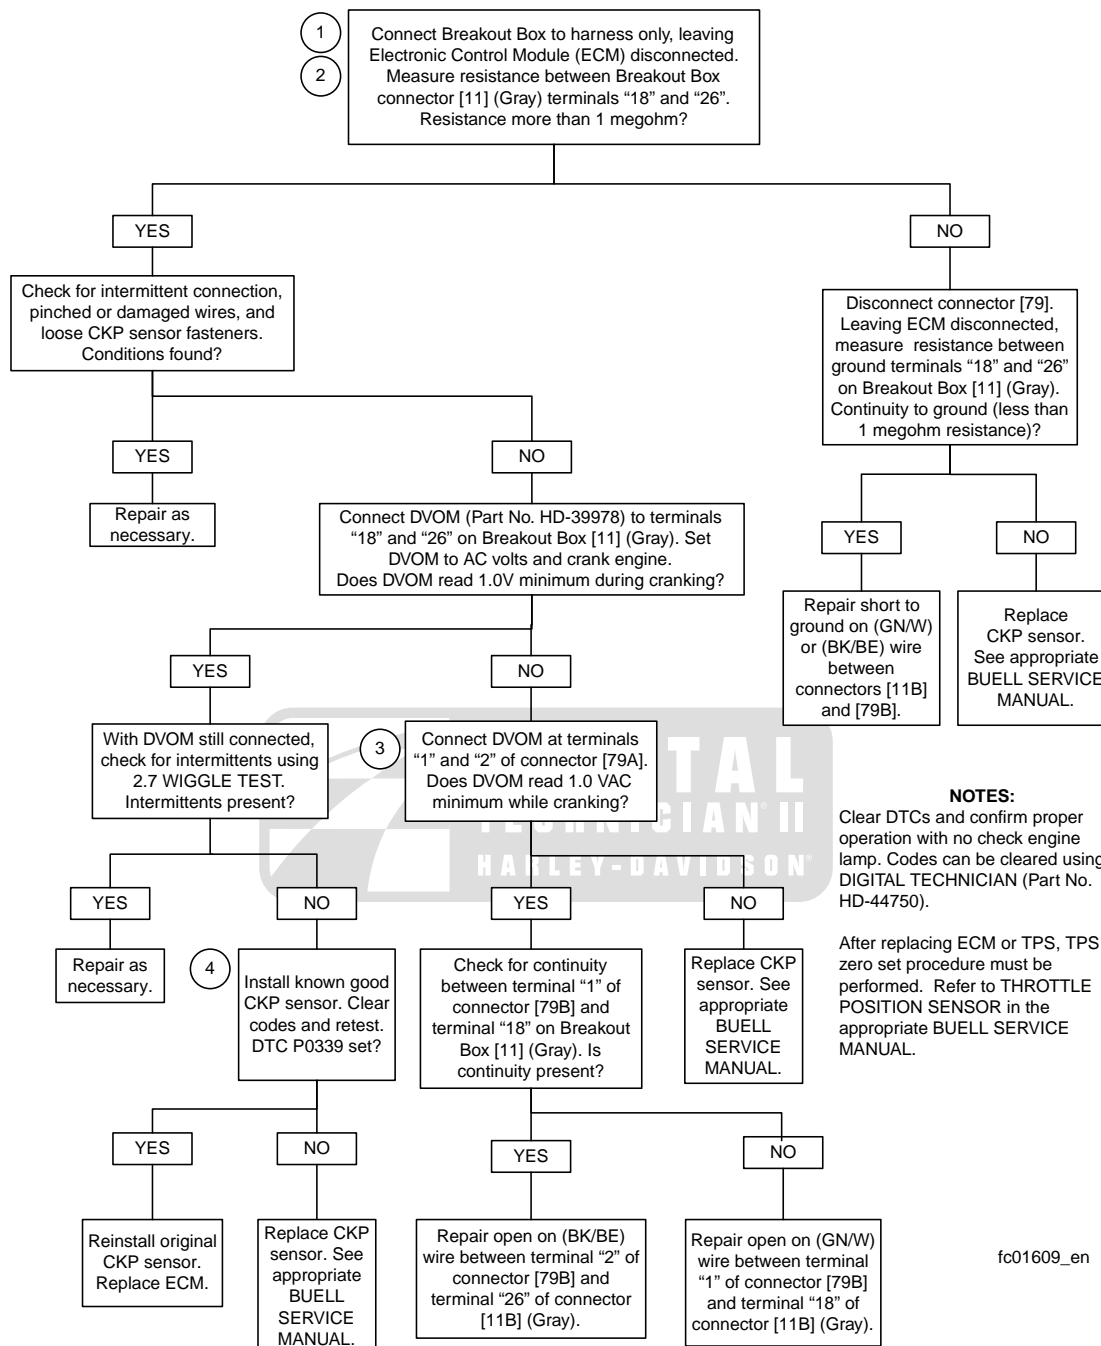 1
2
Connect Breakout Box to harness only, leaving
Electronic Control Module (ECM) disconnected.
Measure resistance between Breakout Box
connector [11] (Gray) terminals “18” and “26”.
Resistance more than 1 megohm?
YES
NO
Check for intermittent connection,
pinched or damaged wires, and
loose CKP sensor fasteners.
Conditions found?
Disconnect connector [79].
Leaving ECM disconnected,
measure resistance between
ground terminals “18” and “26”
on Breakout Box [11] (Gray).
Continuity to ground (less than
1 megohm resistance)?
YES
NO
Repair as
necessary.
Connect DVOM (Part No. HD-39978) to terminals
“18” and “26” on Breakout Box [11] (Gray). Set
DVOM to AC volts and crank engine.
Does DVOM read 1.0V minimum during cranking?
YES
NO
Repair short to
ground on (GN/W)
or (BK/BE) wire
between
connectors [11B]
and [79B].
Replace
CKP sensor.
See appropriate
BUELL SERVICE
MANUAL.
YES
NO
With DVOM still connected,
check for intermittents using
2.7 WIGGLE TEST.
Intermittents present?
3
Connect DVOM at terminals
“1” and “2” of connector [79A].
Does DVOM read 1.0 VAC
minimum while cranking?
TAL
TECHNICIAN II
HARLEY-DAVIDSON
NOTES:
Clear DTCs and confirm proper
operation with no check engine
lamp. Codes can be cleared using
DIGITAL TECHNICIAN (Part No.
HD-44750).
After replacing ECM or TPS, TPS
zero set procedure must be
performed. Refer to THROTTLE
POSITION SENSOR in the
appropriate BUELL SERVICE
MANUAL.
YES
NO
YES
NO
Repair as
necessary.
4
Install known good
CKP sensor. Clear
codes and retest.
DTC P0339 set?
Check for continuity
between terminal “1” of
connector [79B] and
terminal “18” on Breakout
Box [11] (Gray). Is
continuity present?
Replace CKP
sensor. See
appropriate
BUELL
SERVICE
MANUAL.
YES
NO
YES
NO
Reinstall original
CKP sensor.
Replace ECM.
Replace CKP
sensor. See
appropriate
BUELL
SERVICE
MANUAL.
Repair open on (BK/BE)
wire between terminal “2” of
connector [79B] and
terminal “26” of connector
[11B] (Gray).
Repair open on (GN/W)
wire between terminal
“1” of connector [79B]
and terminal “18” of
connector [11B] (Gray).
fc01609_en